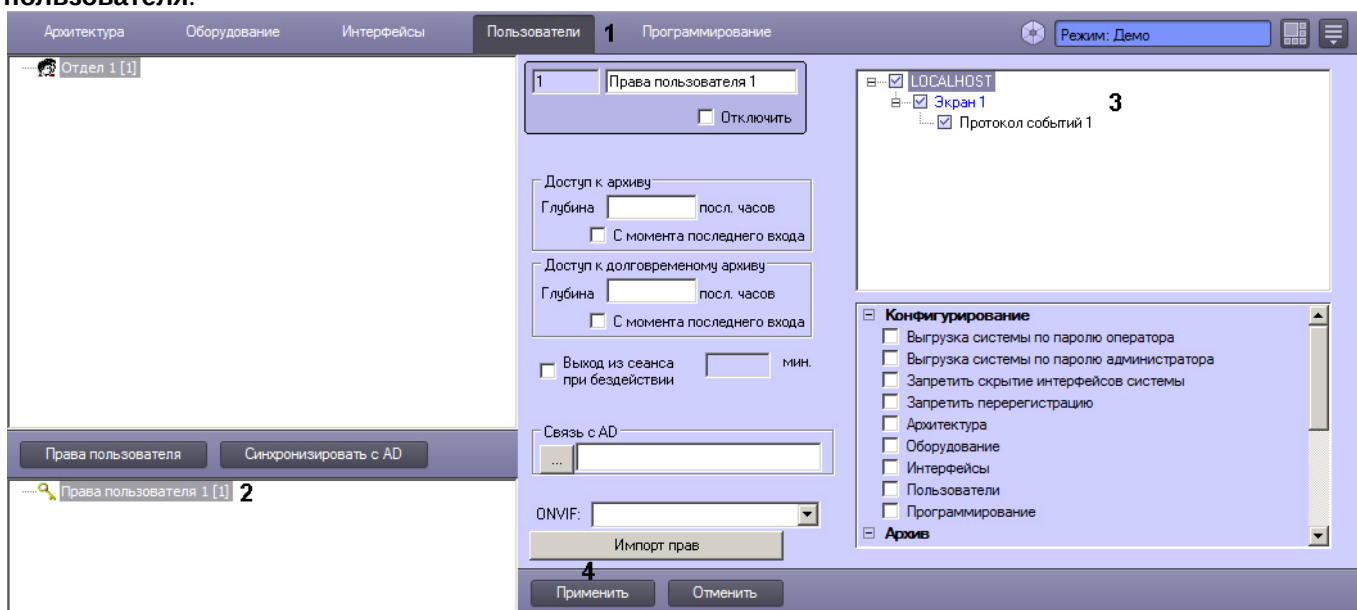 пользователя.
Архитектура Оборудование Интерфейсы Пользователи 1 Программирование Режим: Демо
Отдел 1 [1]
1 Права пользователя 1
Отключить
Доступ к архиву
Глубина посл. часов
С момента последнего входа
Доступ к долговременому архиву
Глубина посл. часов
С момента последнего входа
Выход из сеанса при бездействии мин.
Связь с AD
...
ONVIF:
Импорт прав
4
Применить Отменить
Права пользователя Синхронизировать с AD
Права пользователя 1 [1] 2
LOCALHOST
Экран 1 3
Протокол событий 1
Конфигурирование
Выгрузка системы по паролю оператора
Выгрузка системы по паролю администратора
Запретить скрытие интерфейсов системы
Запретить перерегистрацию
Архитектура
Оборудование
Интерфейсы
Пользователи
Программирование
Архив